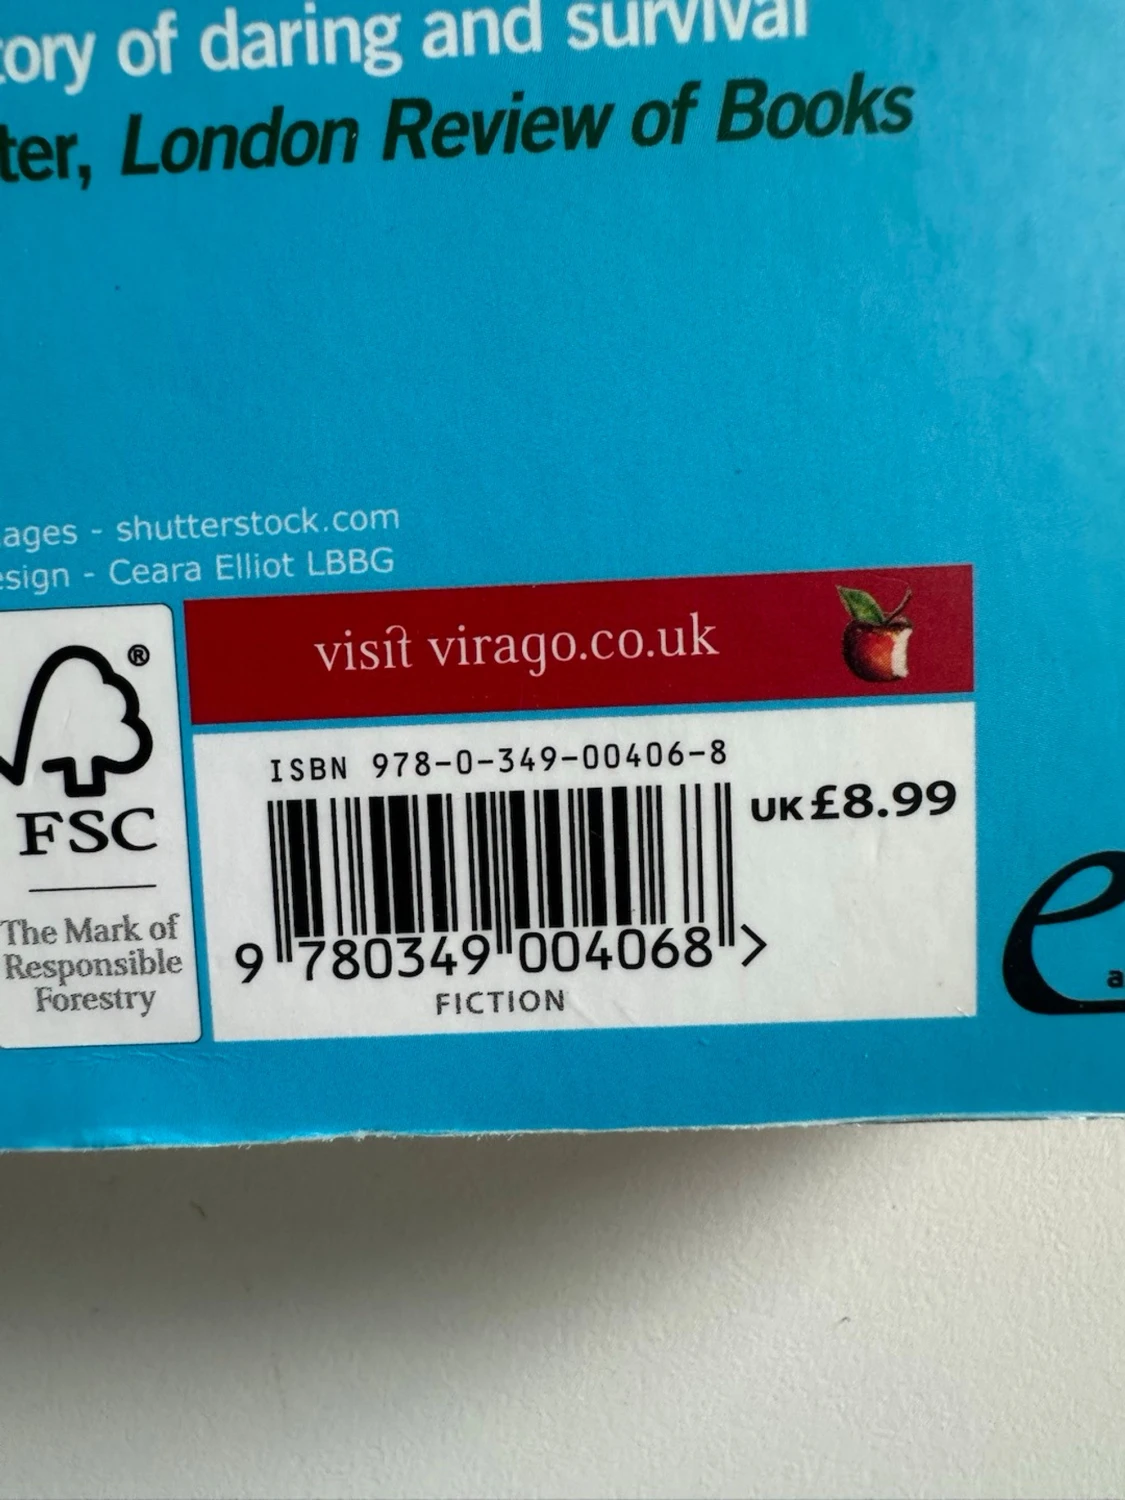 tory of daring and survival
ter, London Review of Books
ages - shutterstock.com
esign - Ceara Elliot LBBG
visit virago.co.uk
®
FSC
The Mark of
Responsible
Forestry
ISBN 978-0-349-00406-8
UK £8.99
9 780349 004068 >
FICTION
e
a